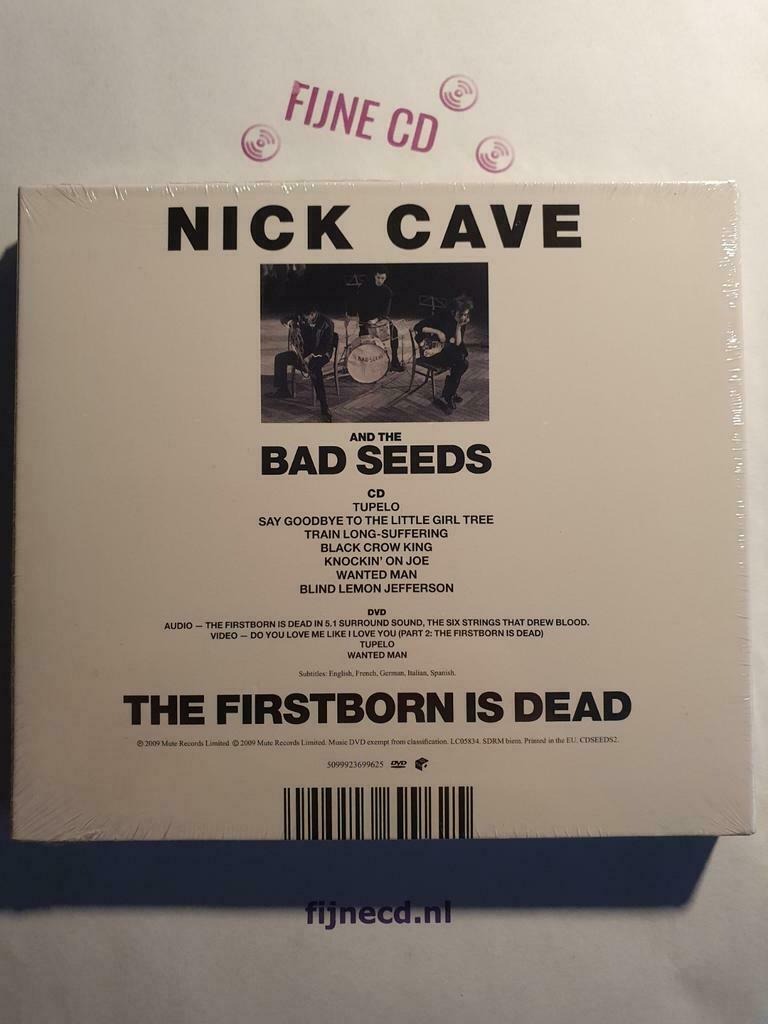 FIJNE CD
NICK CAVE
BAD SEEDS
AND THE
BAD SEEDS
CD
TUPELO
SAY GOODBYE TO THE LITTLE GIRL TREE
TRAIN LONG-SUFFERING
BLACK CROW KING
KNOCKIN' ON JOE
WANTED MAN
BLIND LEMON JEFFERSON
DVD
AUDIO — THE FIRSTBORN IS DEAD IN 5.1 SURROUND SOUND, THE SIX STRINGS THAT DREW BLOOD.
VIDEO — DO YOU LOVE ME LIKE I LOVE YOU (PART 2: THE FIRSTBORN IS DEAD)
TUPELO
WANTED MAN
Subtitles: English, French, German, Italian, Spanish.
THE FIRSTBORN IS DEAD
℗ 2009 Mute Records Limited © 2009 Mute Records Limited. Music DVD exempt from classification. LC05834. SDRM biem. Printed in the EU. CDSEEDS2.
5099923699625 DVD
fijnecd.nl